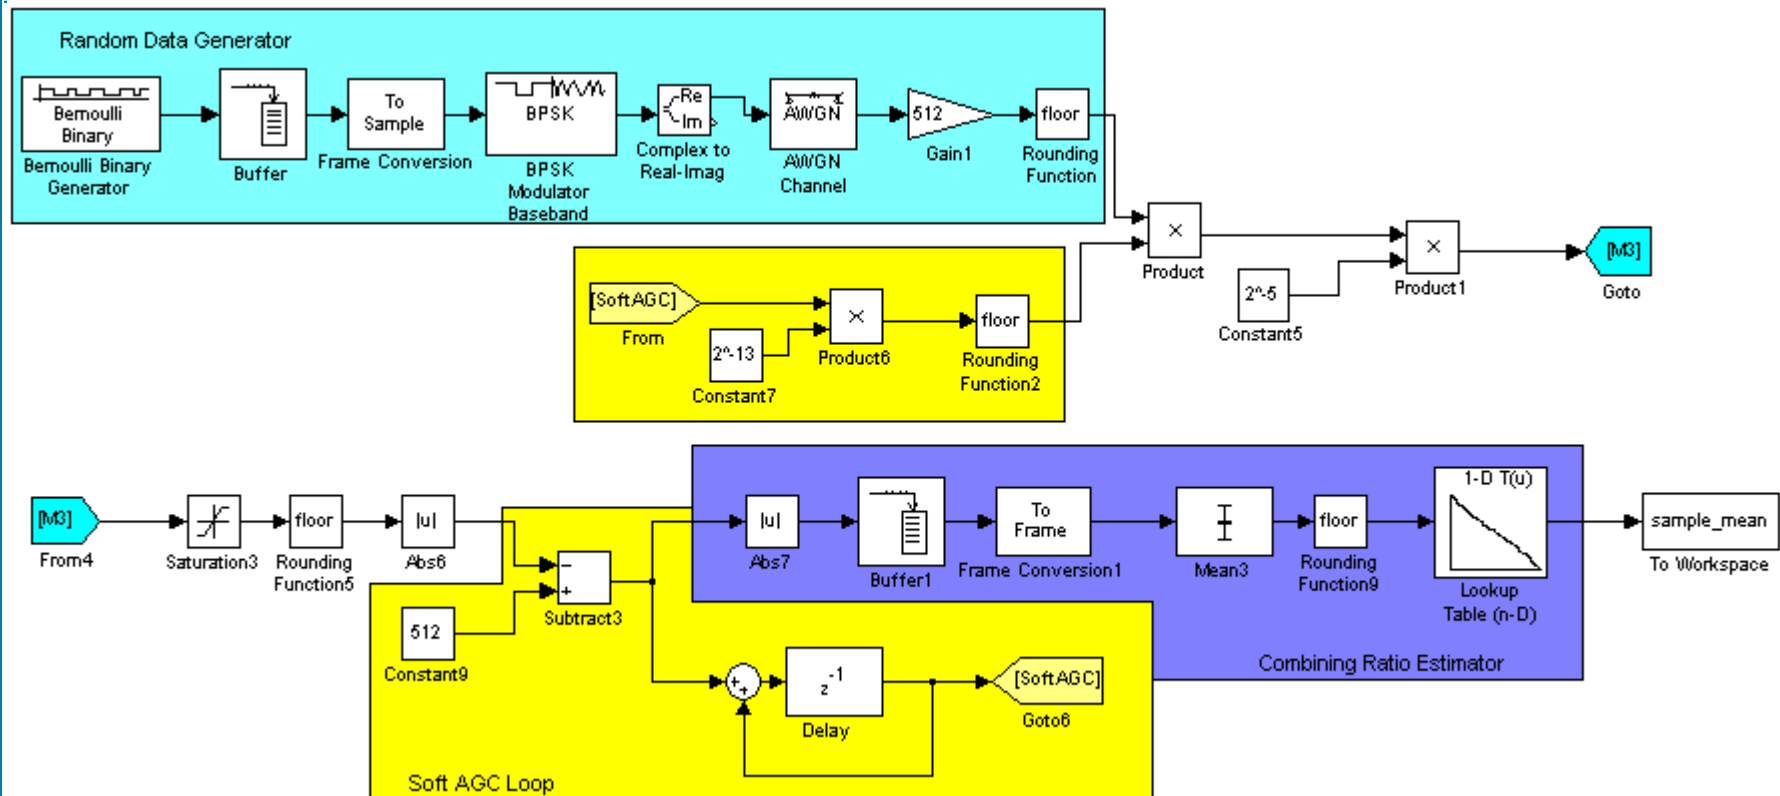 Random Data Generator
Bernoulli
Binary
Bernoulli Binary
Generator
Buffer
To
Sample
Frame Conversion
BPSK
BPSK
Modulator
Baseband
Re
Im
Complex to
Real-Imag
AWGN
AWGN
Channel
512
Gain1
floor
Rounding
Function
×
Product
[SoftAGC]
From
2^-13
Constant7
×
Product6
floor
Rounding
Function2
2^-5
Constant5
×
Product1
[M3]
Goto
[M3]
From4
Saturation3
floor
Rounding
Function5
|u|
Abs6
512
Constant9
−
+
Subtract3
|u|
Abs7
Buffer1
To
Frame
Frame Conversion1
Mean3
floor
Rounding
Function9
1-D T(u)
Lookup
Table (n-D)
sample_mean
To Workspace
Combining Ratio Estimator
+
+
z-1
Delay
[SoftAGC]
Goto6
Soft AGC Loop